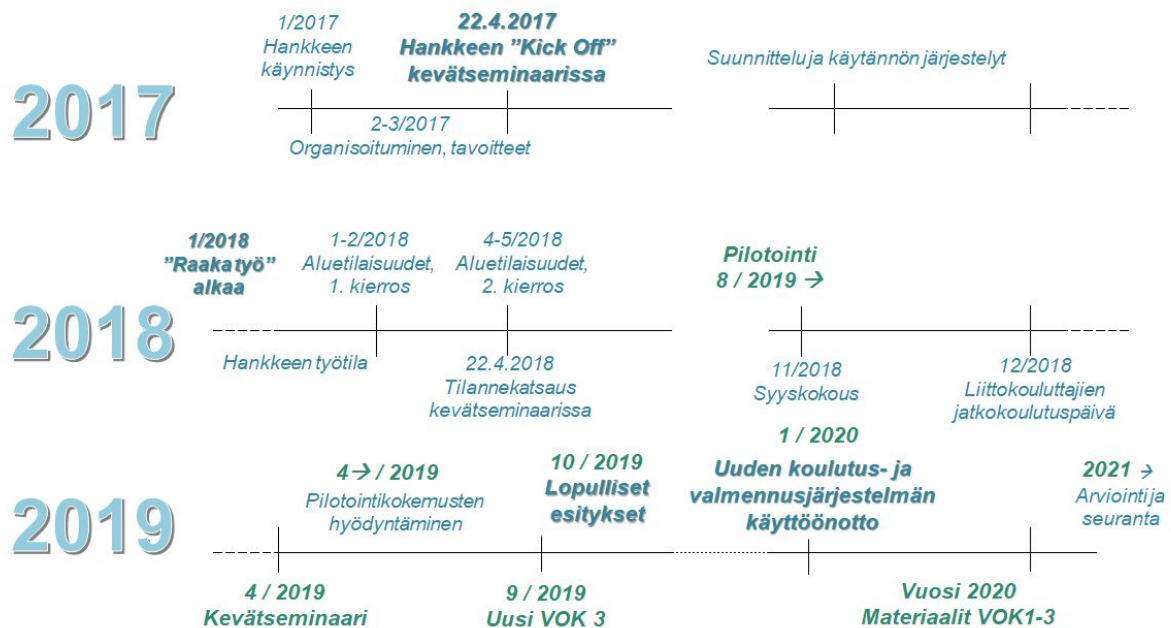 2017
1/2017
Hankkeen
käynnistys
22.4.2017
Hankkeen ”Kick Off”
kevätseminaarissa
Suunnittelu ja käytännön järjestelyt
2-3/2017
Organisoituminen, tavoitteet
2018
1/2018
”Raakatyö”
alkaa
1-2/2018
Aluetilaisuudet,
1. kierros
4-5/2018
Aluetilaisuudet,
2. kierros
Pilotointi
8 / 2019 →
Hankkeen työtila
22.4.2018
Tilannekatsaus
kevätseminaarissa
11/2018
Syyskokous
12/2018
Liittokouluttajien
jatkokoulutuspäivä
2019
4→ / 2019
Pilotointikokemusten
hyödyntäminen
10 / 2019
Lopulliset
esitykset
1 / 2020
Uuden koulutus- ja
valmennusjärjestelmän
käyttöönotto
2021 →
Arviointi ja
seuranta
4 / 2019
Kevätseminaari
9 / 2019
Uusi VOK 3
Vuosi 2020
Materiaalit VOK1-3